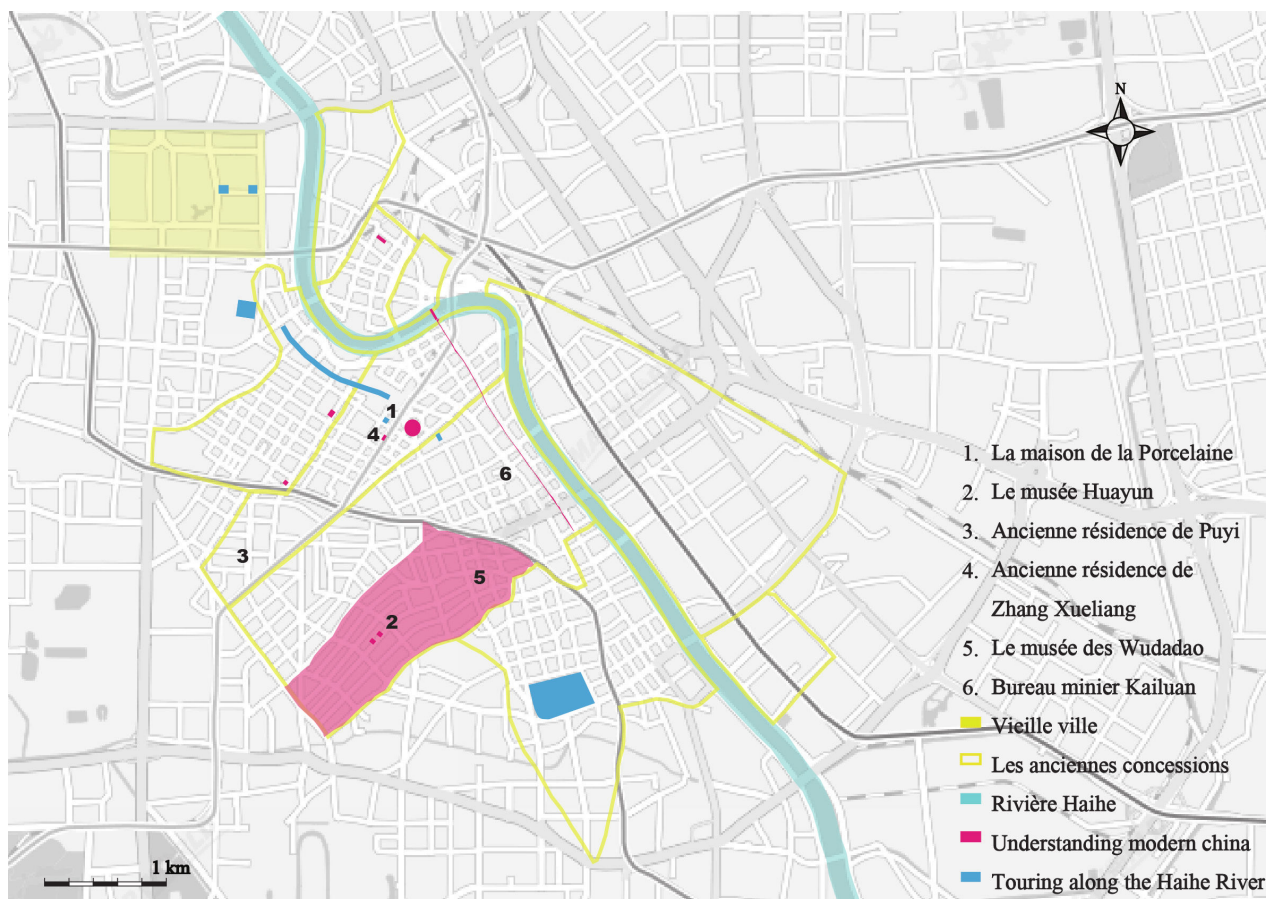 N
1
4
6
3
5
2
1. La maison de la Porcelaine
2. Le musée Huayun
3. Ancienne résidence de Puyi
4. Ancienne résidence de
Zhang Xueliang
5. Le musée des Wudadao
6. Bureau minier Kailuan
Vieille ville
Les anciennes concessions
Rivière Haihe
Understanding modern china
Touring along the Haihe River
1 km